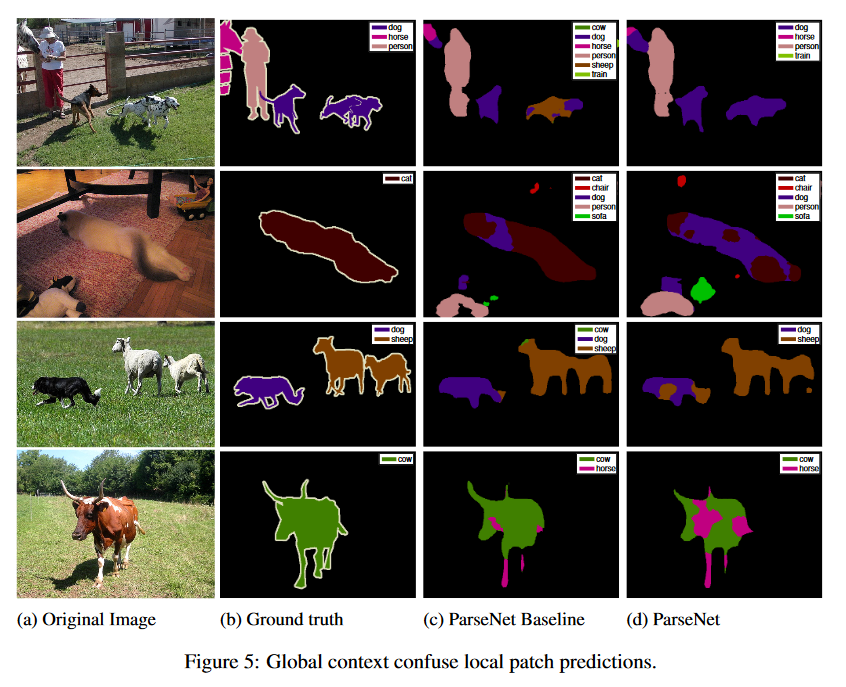 dog
horse
person
cow
dog
horse
person
sheep
train
dog
horse
person
train
cat
cat
chair
dog
person
sofa
cat
chair
dog
person
sofa
dog
sheep
cow
dog
sheep
dog
sheep
cow
cow
horse
cow
horse
(a) Original Image
(b) Ground truth
(c) ParseNet Baseline
(d) ParseNet
Figure 5: Global context confuse local patch predictions.